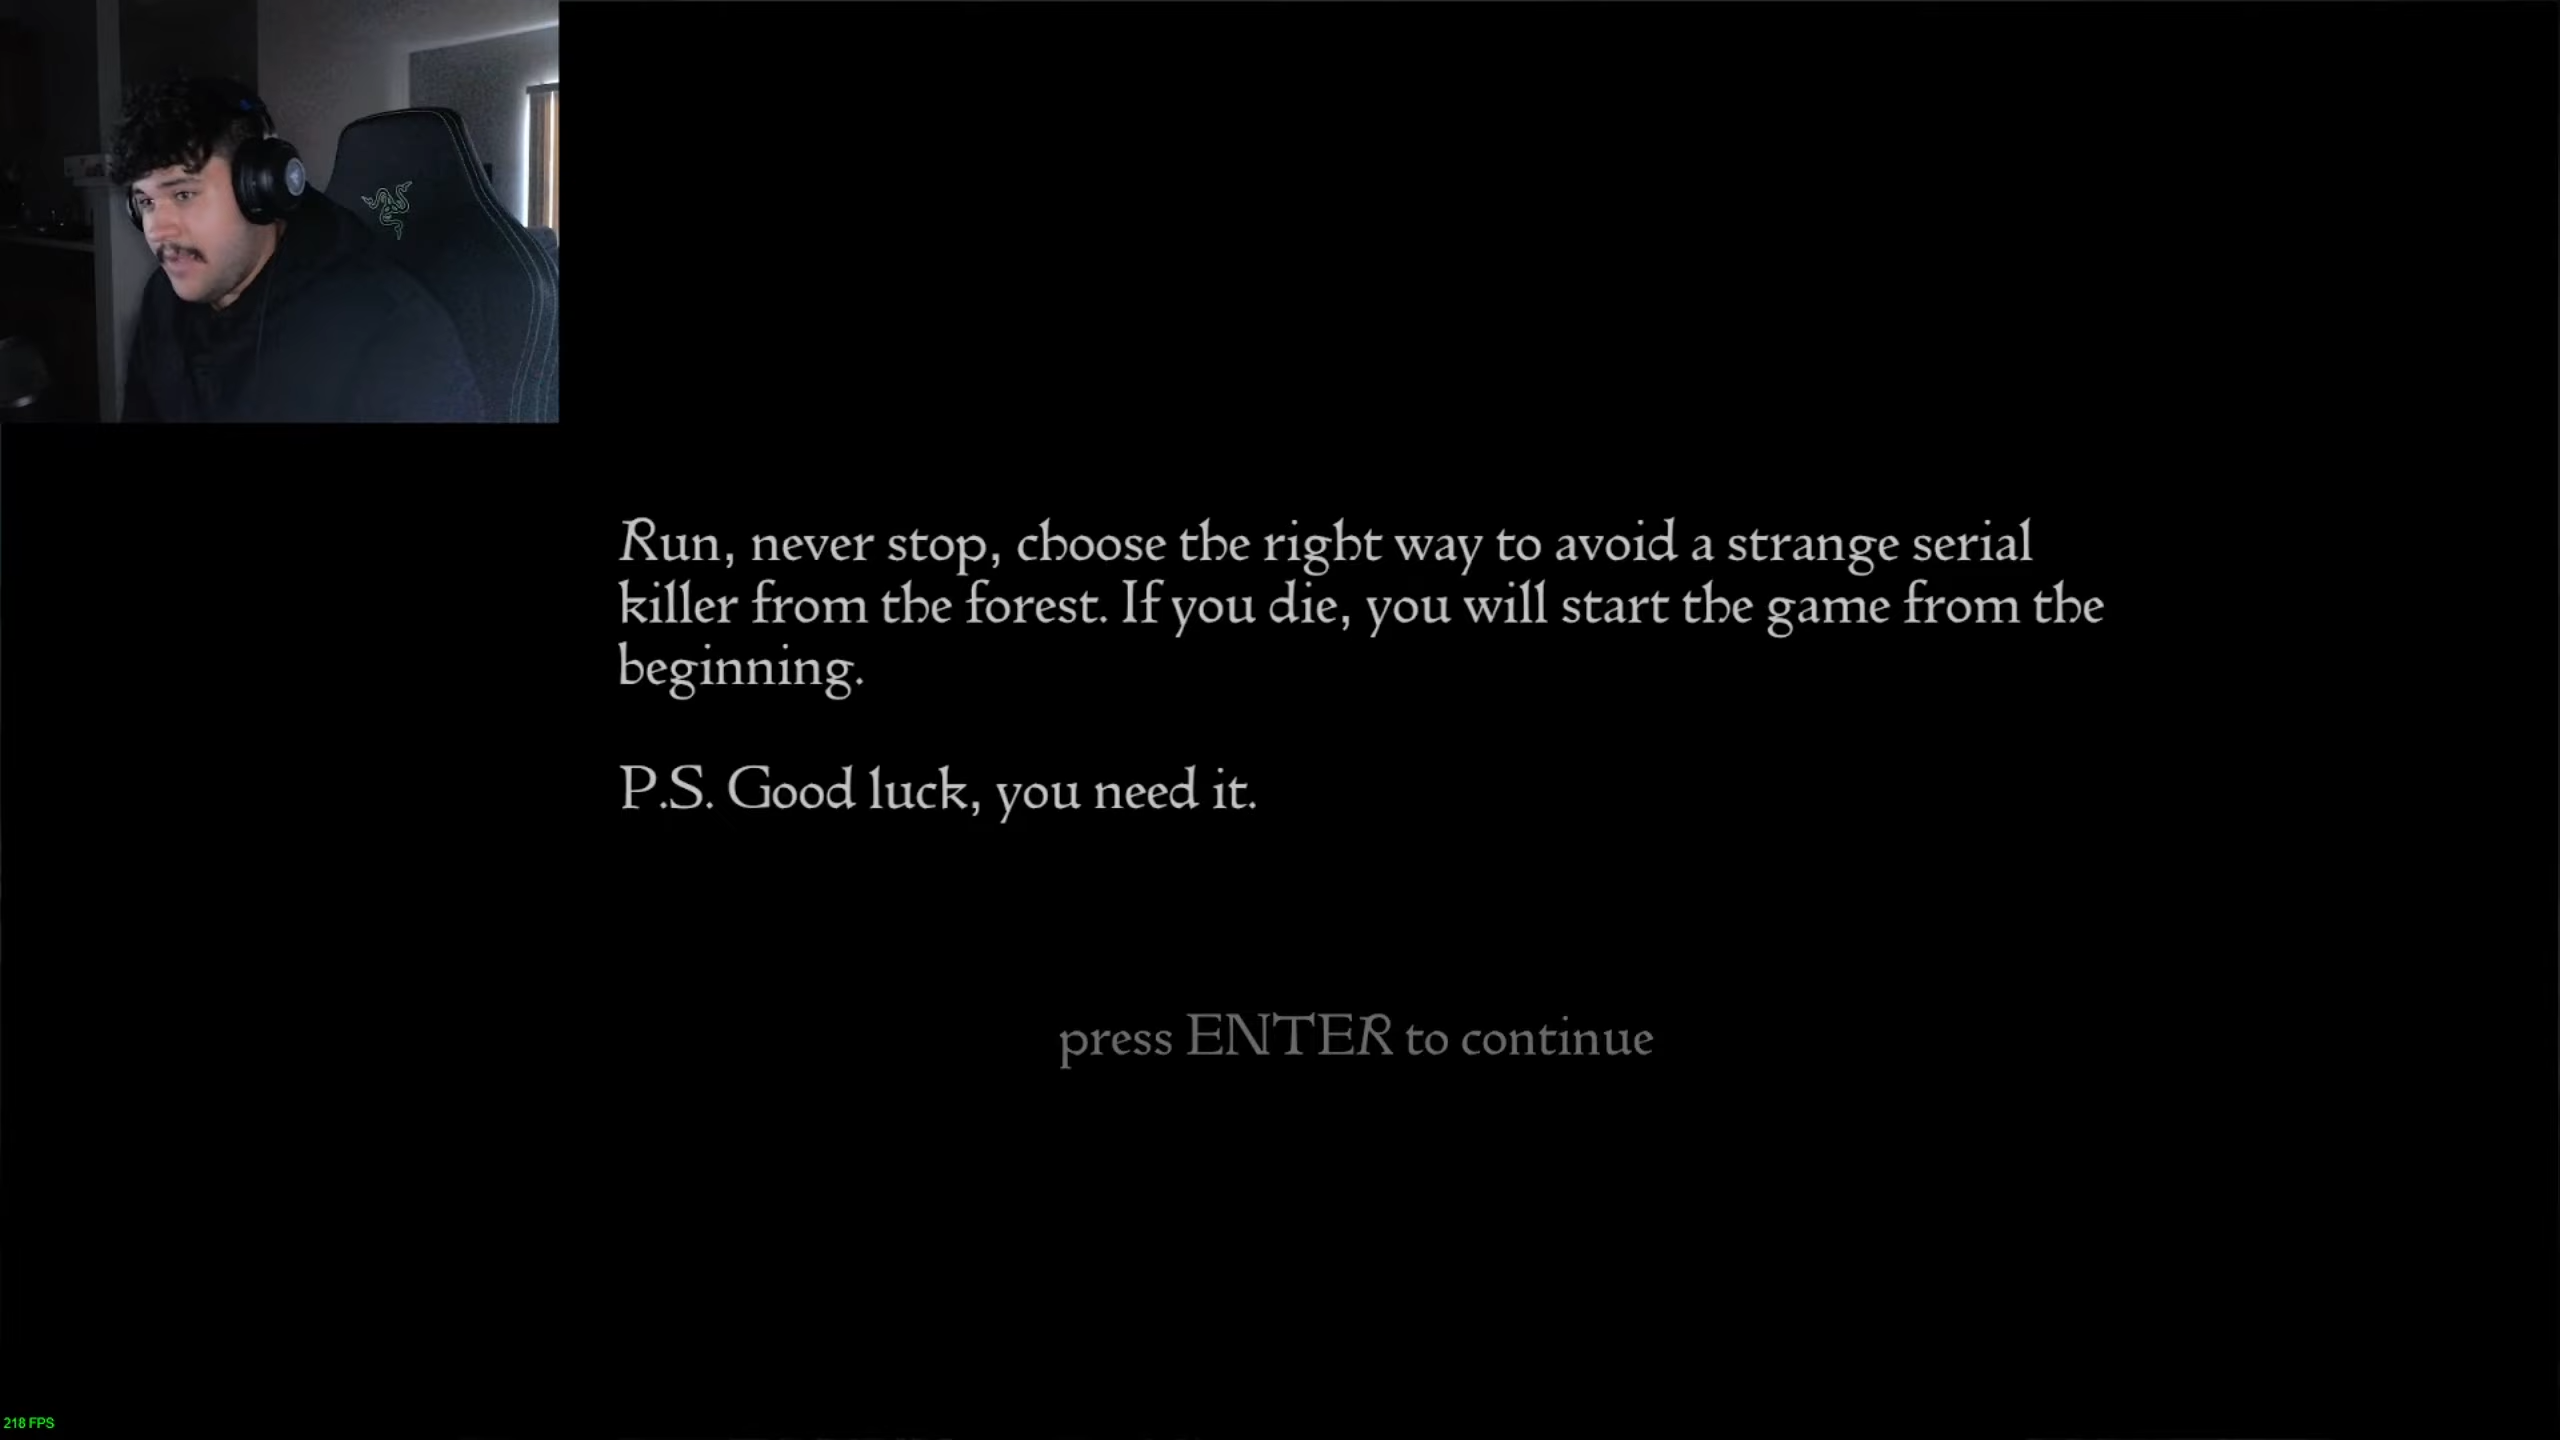 Run, never stop, choose the right way to avoid a strange serial
killer from the forest. If you die, you will start the game from the
beginning.
P.S. Good luck, you need it.
press ENTER to continue
218 FPS